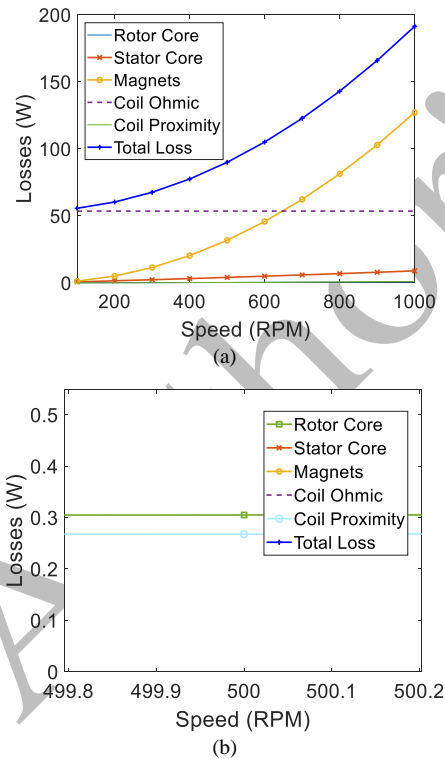 200
150
100
50
0
Losses (W)
Rotor Core
Stator Core
Magnets
Coil Ohmic
Coil Proximity
Total Loss
200 400 600 800 1000
Speed (RPM)
(a)
0.5
0.4
0.3
0.2
0.1
0
Losses (W)
Rotor Core
Stator Core
Magnets
Coil Ohmic
Coil Proximity
Total Loss
499.8 499.9 500 500.1 500.2
Speed (RPM)
(b)